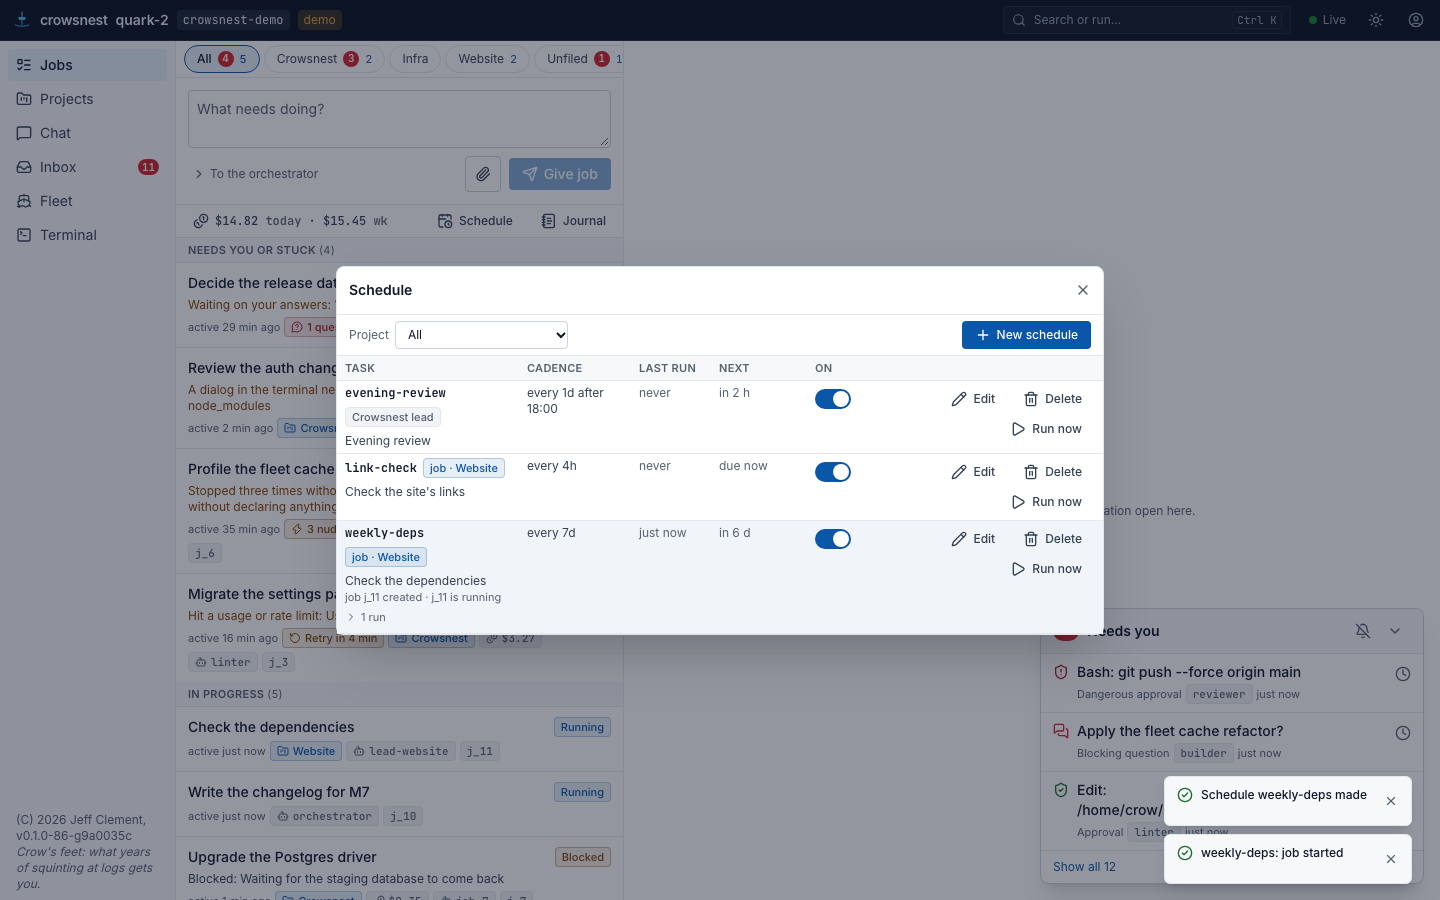 crowsnest quark-2 crowsnest-demo demo
Search or run... Ctrl K
Live
Jobs
Projects
Chat
Inbox 11
Fleet
Terminal
(C) 2026 Jeff Clement,
v0.1.0-86-g9a0035c
Crow's feet: what years
of squinting at logs gets
you.
All 4 5 Crowsnest 3 2 Infra Website 2 Unfiled 1 1
What needs doing?
To the orchestrator
Give job
$14.82 today · $15.45 wk
Schedule
Journal
NEEDS YOU OR STUCK (4)
Decide the release dat
Waiting on your answers:
active 29 min ago 1 que
Review the auth chang
A dialog in the terminal ne
node_modules
active 2 min ago Crows
Profile the fleet cache
Stopped three times witho
without declaring anything
active 35 min ago 3 nud
j_6
Migrate the settings pa
Hit a usage or rate limit: U
active 16 min ago Retry in 4 min Crowsnest $3.27
linter j_3
IN PROGRESS (5)
Check the dependencies Running
active just now Website lead-website j_11
Write the changelog for M7 Running
active just now orchestrator j_10
Upgrade the Postgres driver Blocked
Blocked: Waiting for the staging database to come back
Schedule
Project All
New schedule
TASK CADENCE LAST RUN NEXT ON
evening-review every 1d after 18:00 never in 2 h Edit Delete
Crowsnest lead Run now
Evening review
link-check job · Website every 4h never due now Edit Delete
Check the site's links Run now
weekly-deps every 7d just now in 6 d Edit Delete
job · Website Run now
Check the dependencies
job j_11 created · j_11 is running
1 run
ation open here.
Needs you
Bash: git push --force origin main
Dangerous approval reviewer just now
Apply the fleet cache refactor?
Blocking question builder just now
Edit:
/home/crow/
Approval linter just now
Show all 12
Schedule weekly-deps made
weekly-deps: job started